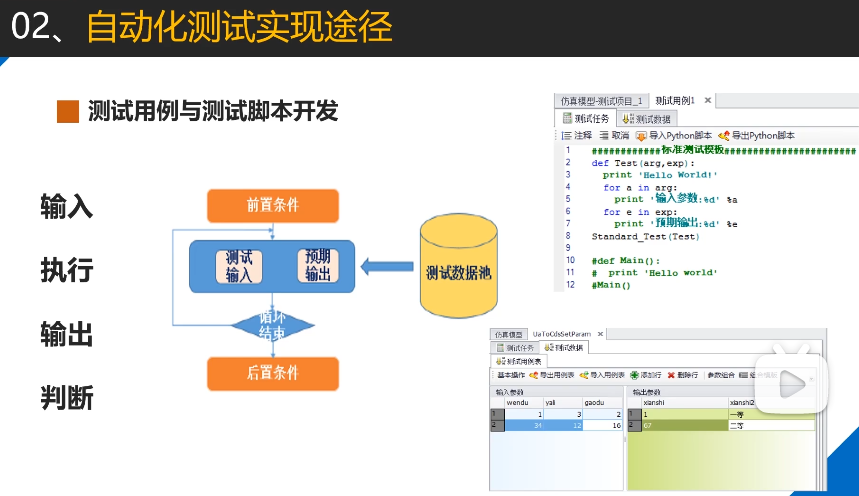 02、自动化测试实现途径
测试用例与测试脚本开发
输入
执行
输出
判断
前置条件
测试
输入
预期
输出
循环
结束
后置条件
测试数据池
仿真模型-测试项目_1 测试用例1 ×
测试任务 测试数据
注释 取消 导入Python脚本 导出Python脚本
1 ############标准测试模板#######################
2 def Test(arg,exp):
3 print 'Hello World!'
4 for a in arg:
5 print '输入参数:%d' %a
6 for e in exp:
7 print '预期输出:%d' %e
8 Standard_Test(Test)
9
10 #def Main():
11 # print 'Hello world'
12 #Main()
仿真模型 UaToCdsSetParam ×
测试任务 测试数据
测试用例表
基本操作 导出用例表 导入用例表 添加行 删除行 参数组合
输入参数 输出参数
wendu yali gaodu xianshi xianshi2
1 1 3 2 1 1 一等
2 34 12 16 2 67 二等